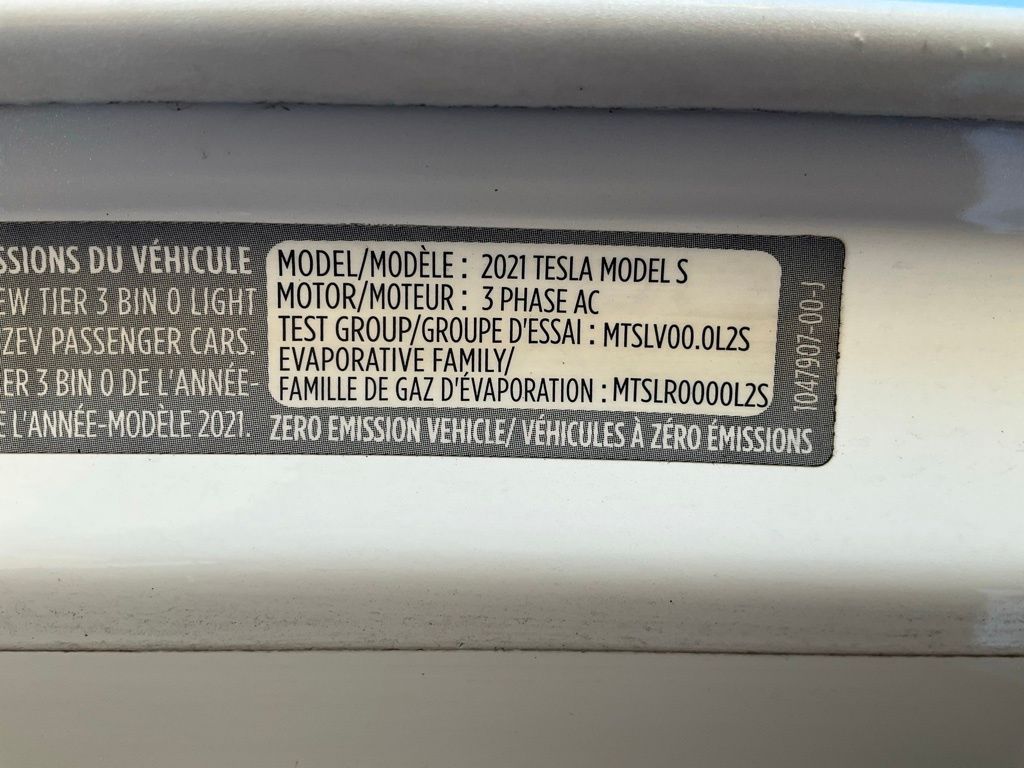 SSIONS DU VÉHICULE
EW TIER 3 BIN 0 LIGHT
ZEV PASSENGER CARS.
ER 3 BIN 0 DE L'ANNÉE-
E L'ANNÉE-MODÈLE 2021.
MODEL/MODÈLE : 2021 TESLA MODEL S
MOTOR/MOTEUR : 3 PHASE AC
TEST GROUP/GROUPE D'ESSAI : MTSLV00.0L2S
EVAPORATIVE FAMILY/
FAMILLE DE GAZ D'ÉVAPORATION : MTSLR0000L2S
ZERO EMISSION VEHICLE/ VÉHICULES À ZÉRO ÉMISSIONS
1047907-00-J